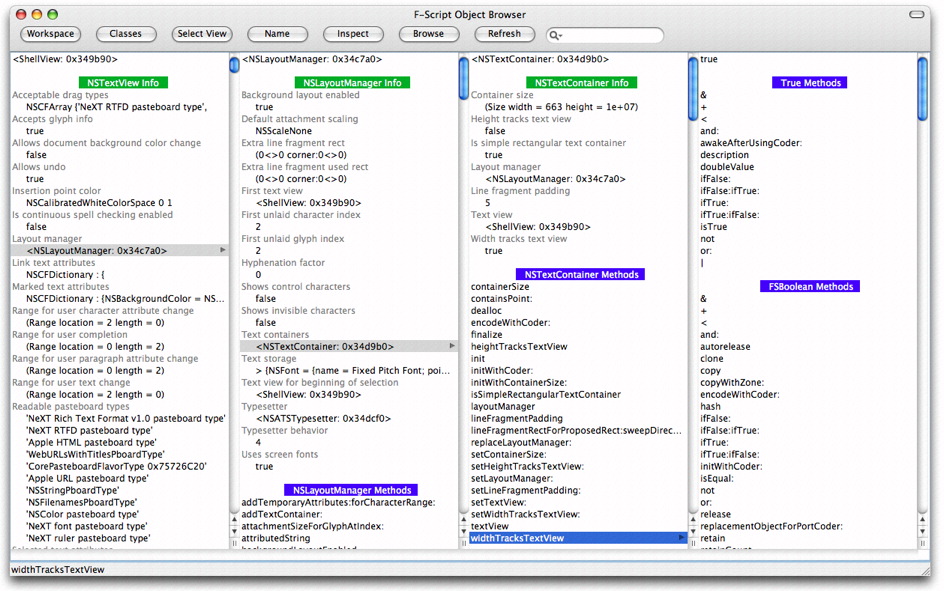 F-Script Object Browser
Workspace
Classes
Select View
Name
Inspect
Browse
Refresh
<ShellView: 0x349b90>
NSTextView Info
Acceptable drag types
NSCFArray {'NeXT RTFD pasteboard type',
Accepts glyph info
true
Allows document background color change
false
Allows undo
true
Insertion point color
NSCalibratedWhiteColorSpace 0 1
Is continuous spell checking enabled
false
Layout manager
<NSLayoutManager: 0x34c7a0>
Link text attributes
NSCFDictionary : {
Marked text attributes
NSCFDictionary : {NSBackgroundColor = NS...
Range for user character attribute change
(Range location = 2 length = 0)
Range for user completion
(Range location = 0 length = 2)
Range for user paragraph attribute change
(Range location = 0 length = 2)
Range for user text change
(Range location = 2 length = 0)
Readable pasteboard types
'NeXT Rich Text Format v1.0 pasteboard type'
'NeXT RTFD pasteboard type'
'Apple HTML pasteboard type'
'WebURLsWithTitlesPboardType'
'CorePasteboardFlavorType 0x75726C20'
'Apple URL pasteboard type'
'NSStringPboardType'
'NSFilenamesPboardType'
'NSColor pasteboard type'
'NeXT font pasteboard type'
'NeXT ruler pasteboard type'
Selected text attributes
<NSLayoutManager: 0x34c7a0>
NSLayoutManager Info
Background layout enabled
true
Default attachment scaling
NSScaleNone
Extra line fragment rect
(0<>0 corner:0<>0)
Extra line fragment used rect
(0<>0 corner:0<>0)
First text view
<ShellView: 0x349b90>
First unlaid character index
2
First unlaid glyph index
2
Hyphenation factor
0
Shows control characters
false
Shows invisible characters
false
Text containers
<NSTextContainer: 0x34d9b0>
Text storage
> {NSFont = {name = Fixed Pitch Font; poi...
Text view for beginning of selection
<ShellView: 0x349b90>
Typesetter
<NSATSTypesetter: 0x34dcf0>
Typesetter behavior
4
Uses screen fonts
true
NSLayoutManager Methods
addTemporaryAttributes:forCharacterRange:
addTextContainer:
attachmentSizeForGlyphAtIndex:
attributedString
backgroundLayoutEnabled
<NSTextContainer: 0x34d9b0>
NSTextContainer Info
Container size
(Size width = 663 height = 1e+07)
Height tracks text view
false
Is simple rectangular text container
true
Layout manager
<NSLayoutManager: 0x34c7a0>
Line fragment padding
5
Text view
<ShellView: 0x349b90>
Width tracks text view
true
NSTextContainer Methods
containerSize
containsPoint:
dealloc
encodeWithCoder:
finalize
heightTracksTextView
init
initWithCoder:
initWithContainerSize:
isSimpleRectangularTextContainer
layoutManager
lineFragmentPadding
lineFragmentRectForProposedRect:sweepDirec...
replaceLayoutManager:
setContainerSize:
setHeightTracksTextView:
setLayoutManager:
setLineFragmentPadding:
setTextView:
setWidthTracksTextView:
textView
widthTracksTextView
true
True Methods
&
+
<
and:
awakeAfterUsingCoder:
description
doubleValue
ifFalse:
ifFalse:ifTrue:
ifTrue:
ifTrue:ifFalse:
isTrue
not
or:
|
FSBoolean Methods
&
+
<
and:
autorelease
clone
copy
copyWithZone:
encodeWithCoder:
hash
ifFalse:
ifFalse:ifTrue:
ifTrue:
ifTrue:ifFalse:
initWithCoder:
isEqual:
not
or:
release
replacementObjectForPortCoder:
retain
retainCount
widthTracksTextView